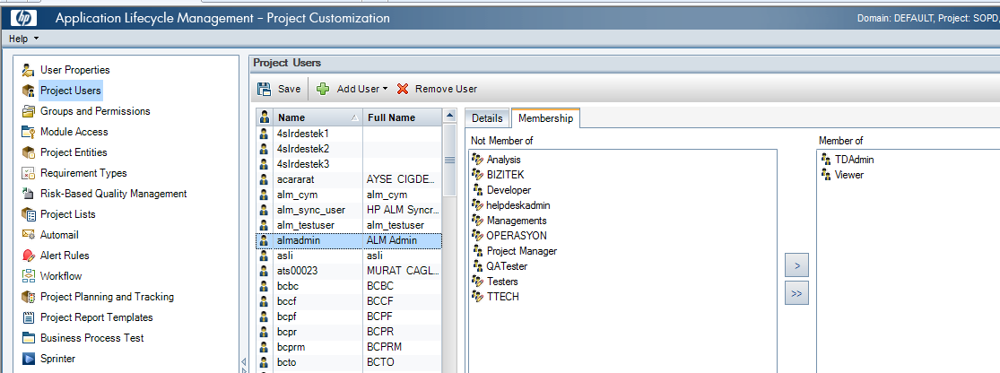 hp Application Lifecycle Management – Project Customization Domain: DEFAULT, Project: SOPD,
Help
User Properties
Project Users
Groups and Permissions
Module Access
Project Entities
Requirement Types
Risk-Based Quality Management
Project Lists
Automail
Alert Rules
Workflow
Project Planning and Tracking
Project Report Templates
Business Process Test
Sprinter
Project Users
Save Add User Remove User
Name Full Name
4slrdestek1
4slrdestek2
4slrdestek3
acararat AYSE CIGDE...
alm_cym alm_cym
alm_sync_user HP ALM Syncr...
alm_testuser alm_testuser
almadmin ALM Admin
asli asli
ats00023 MURAT CAGL...
bcbc BCBC
bccf BCCF
bcpf BCPF
bcpr BCPR
bcprm BCPRM
bcto BCTO
Details Membership
Not Member of
Analysis
BIZITEK
Developer
helpdeskadmin
Managements
OPERASYON
Project Manager
QATester
Testers
TTECH
>
>>
Member of
TDAdmin
Viewer